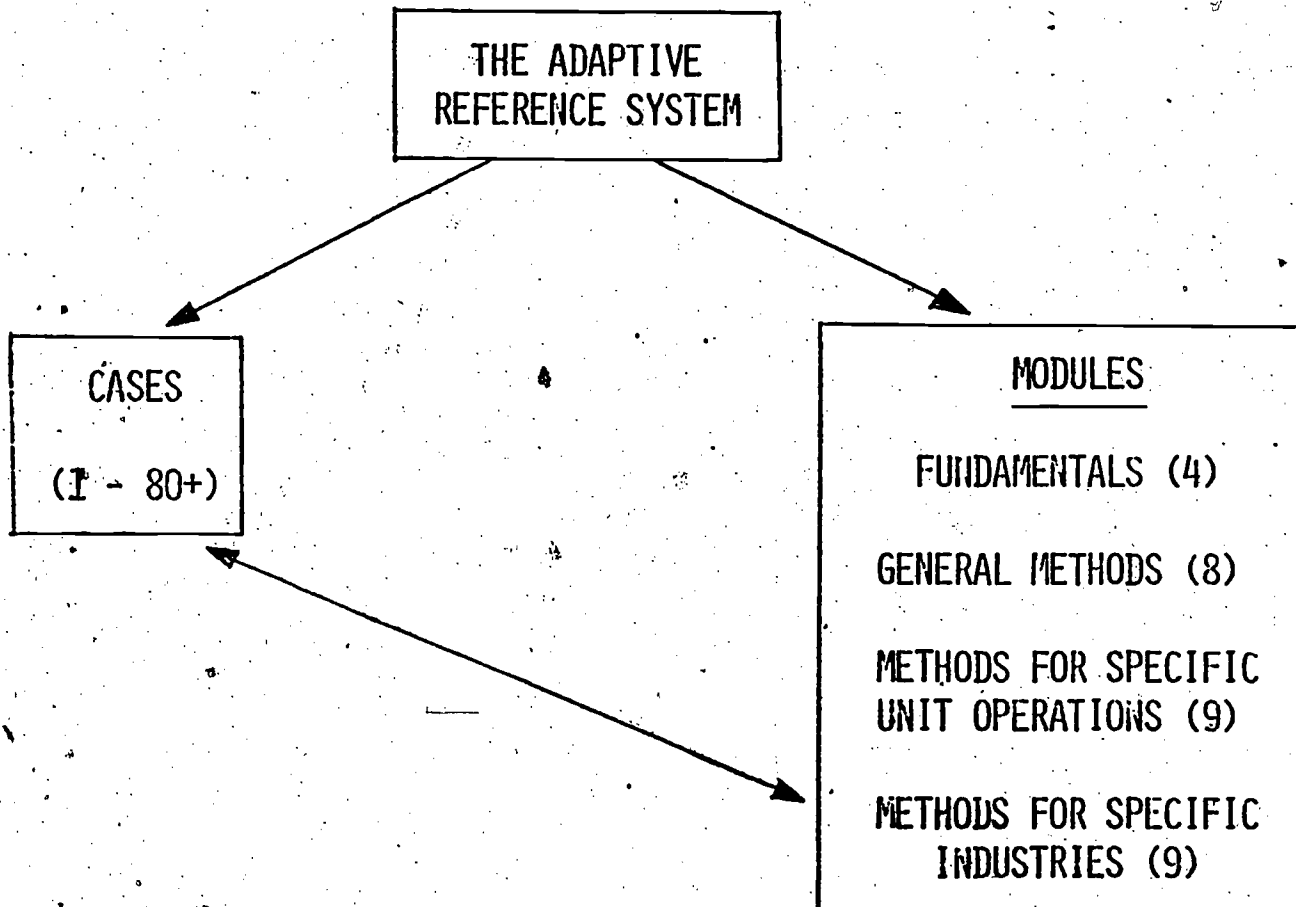 THE ADAPTIVE
REFERENCE SYSTEM
CASES
(1 - 80+)
MODULES
FUNDAMENTALS (4)
GENERAL METHODS (8)
METHODS FOR SPECIFIC
UNIT OPERATIONS (9)
METHODS FOR SPECIFIC
INDUSTRIES (9)